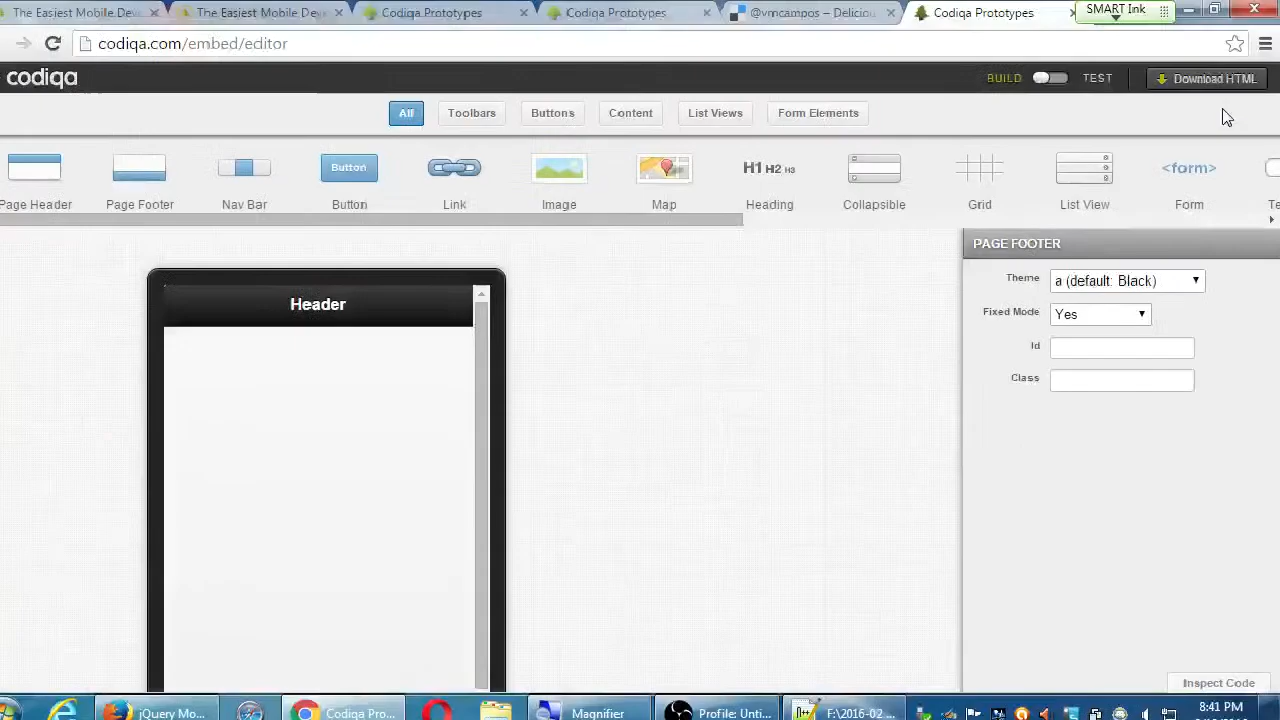 The Easiest Mobile Dev
The Easiest Mobile Dev
Codiqa Prototypes
Codiqa Prototypes
@vmcampos – Deliciou
Codiqa Prototypes
SMART Ink
codiqa.com/embed/editor
codiqa
BUILD
TEST
Download HTML
All
Toolbars
Buttons
Content
List Views
Form Elements
Button
H1 H2 H3
<form>
Page Header
Page Footer
Nav Bar
Button
Link
Image
Map
Heading
Collapsible
Grid
List View
Form
Te
PAGE FOOTER
Theme
a (default: Black)
Fixed Mode
Yes
Id
Class
Header
Inspect Code
jQuery Mo...
Codiqa Pro...
Magnifier
Profile: Unti...
F:\2016-02 ...
8:41 PM